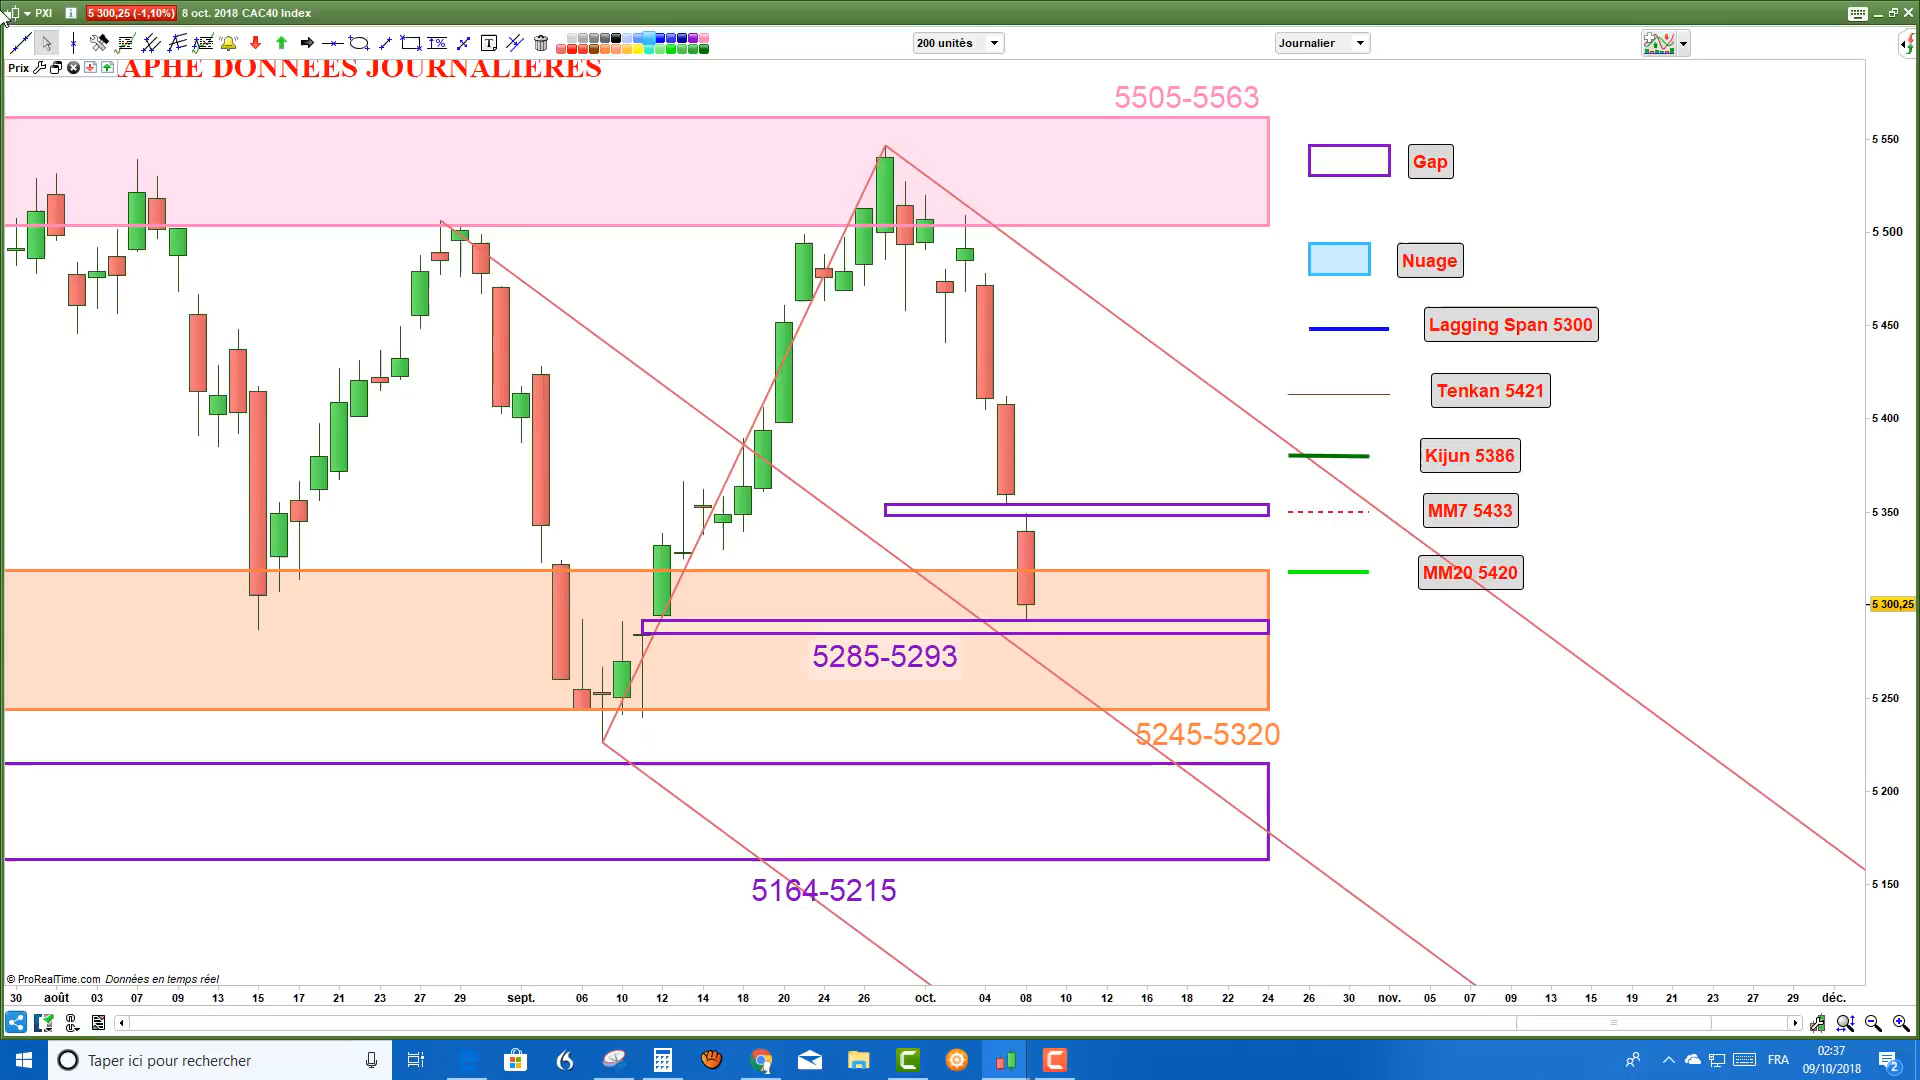 PXI
5 300,25 (-1,10%)
8 oct. 2018 CAC40 Index
200 unités
Journalier
Prix
APHE DONNEES JOURNALIERES
5505-5563
5 550
Gap
5 500
Nuage
Lagging Span 5300
5 450
Tenkan 5421
5 400
Kijun 5386
MM7 5433
5 350
MM20 5420
5 300,25
5285-5293
5 250
5245-5320
5 200
5164-5215
5 150
© ProRealTime.com Données en temps réel
30 août 03 07 09 13 15 17 21 23 27 29 sept. 06 10 12 14 18 20 24 26 oct. 04 08 10 12 16 18 22 24 26 30 nov. 05 07 09 13 15 19 21 23 27 29 déc.
Taper ici pour rechercher
FRA
02:37
09/10/2018
2